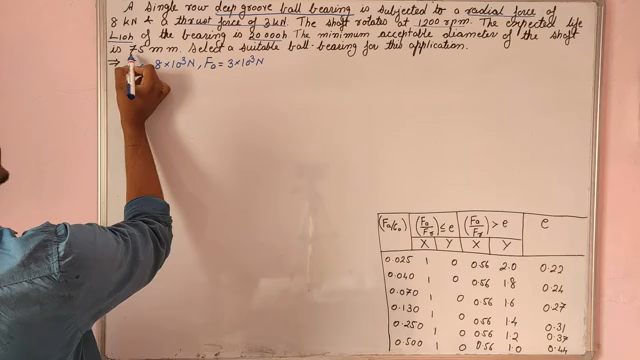 A single row deep groove ball bearing is subjected to a radial force of
8 kN & a thrust force of 3 kN. The shaft rotates at 1200 rpm. The expected life
L10h of the bearing is 20000h The minimum acceptable diameter of the shaft
is 75 mm. Select a suitable ball-bearing for this application.
⇒ 8×10³N, Fa = 3×10³N
(Fa/Co) (Fa/Fr) ≤ e (Fa/Fr) > e e
X Y X Y
0.025 1 0 0.56 2.0 0.22
0.040 1 0 0.56 1.8 0.24
0.070 1 0 0.56 1.6 0.27
0.130 1 0 0.56 1.4 0.31
0.250 1 0 0.56 1.2 0.37
0.500 1 0 0.56 1.0 0.44